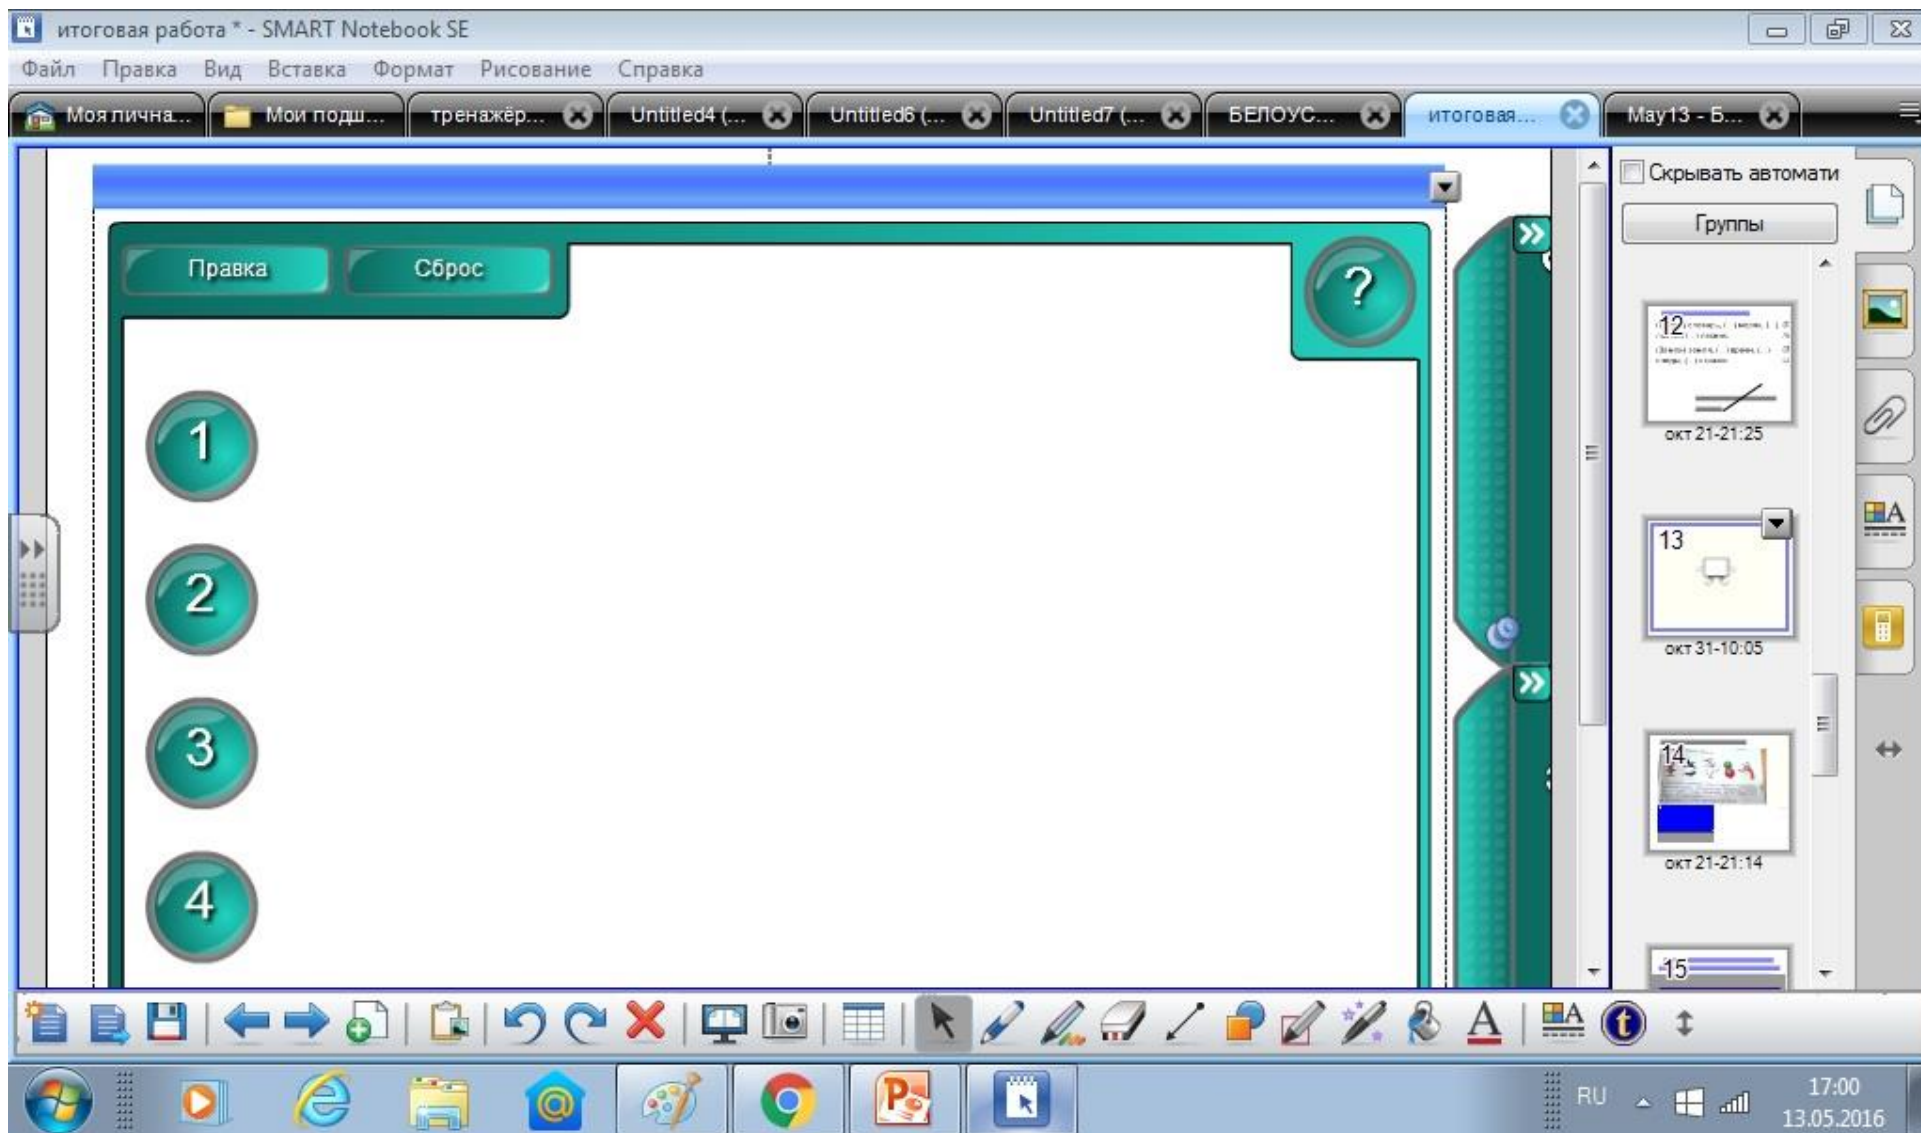 итоговая работа * - SMART Notebook SE
Файл Правка Вид Вставка Формат Рисование Справка
Моя лична... Мои подш... тренажёр... Untitled4 (... Untitled6 (... Untitled7 (... БЕЛОУС... итоговая... May13 - Б...
Скрывать автомати
Группы
Правка Сброс ?
1
2
3
4
12
окт 21-21:25
13
окт 31-10:05
14
окт 21-21:14
15
RU 17:00
13.05.2016